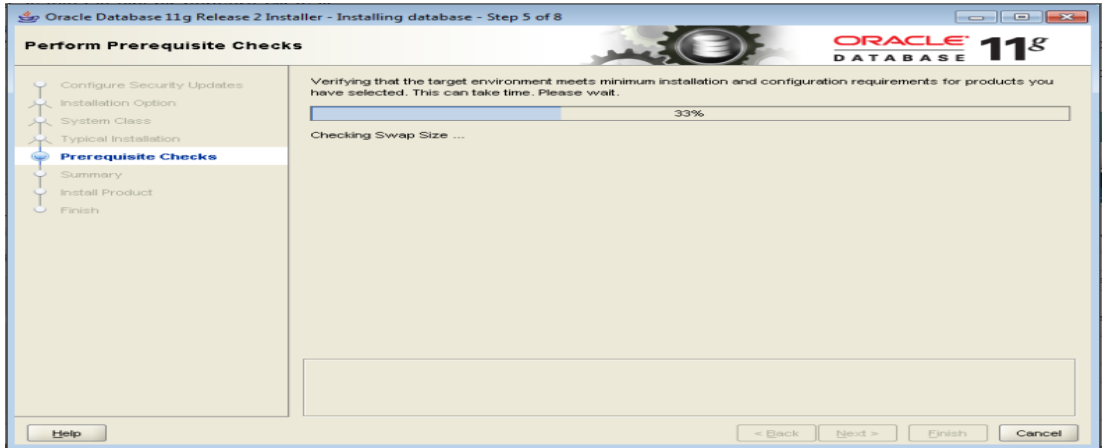 Oracle Database 11g Release 2 Installer - Installing database - Step 5 of 8
Perform Prerequisite Checks
ORACLE 11g
DATABASE
Configure Security Updates
Installation Option
System Class
Typical Installation
Prerequisite Checks
Summary
Install Product
Finish
Verifying that the target environment meets minimum installation and configuration requirements for products you
have selected. This can take time. Please wait.
33%
Checking Swap Size ...
Help
< Back
Next >
Finish
Cancel